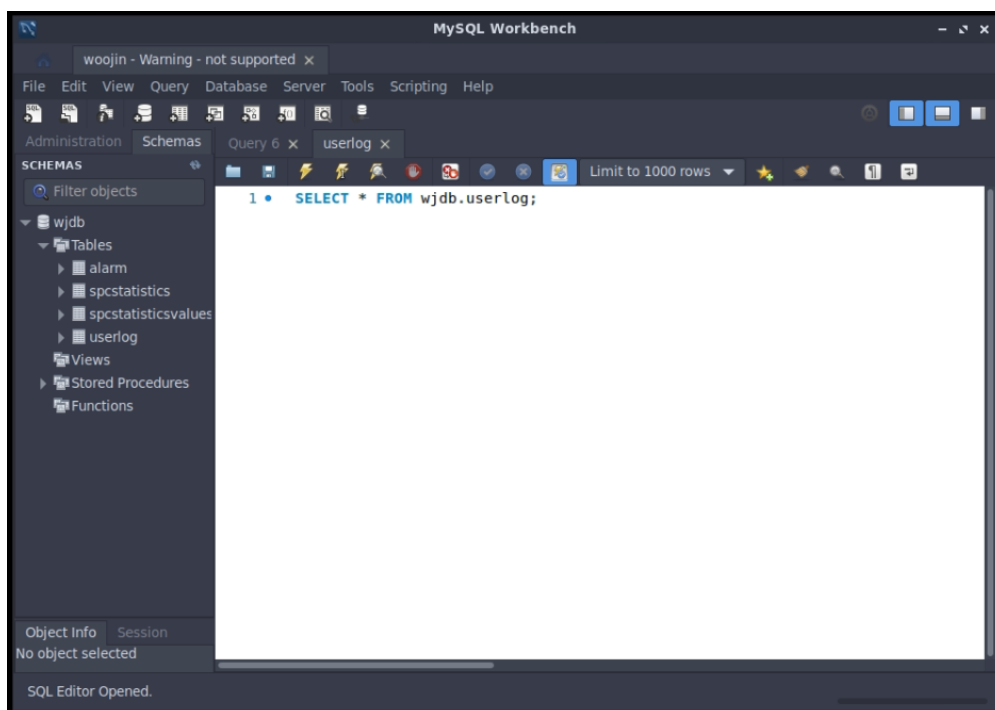 MySQL Workbench
woojin - Warning - not supported
File Edit View Query Database Server Tools Scripting Help
Administration Schemas Query 6 userlog
SCHEMAS
Limit to 1000 rows
Filter objects
1 SELECT * FROM wjdb.userlog;
wjdb
Tables
alarm
spcstatistics
spcstatisticsvalues
userlog
Views
Stored Procedures
Functions
Object Info Session
No object selected
SQL Editor Opened.